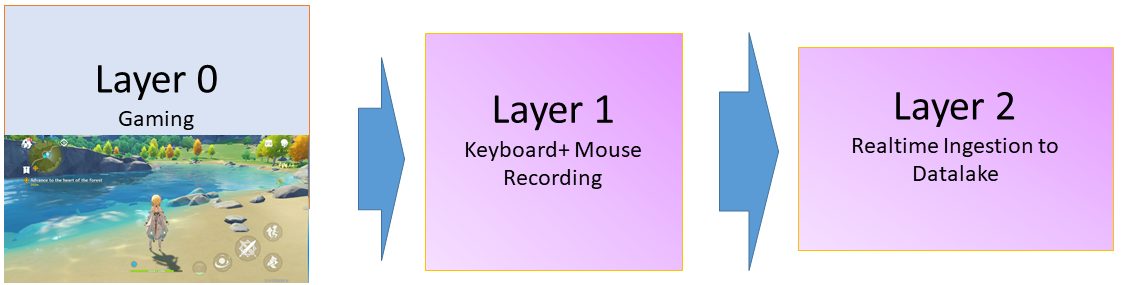 Layer 0
Gaming
Advance to the heart of the forest
Layer 1
Keyboard+ Mouse
Recording
Layer 2
Realtime Ingestion to
Datalake